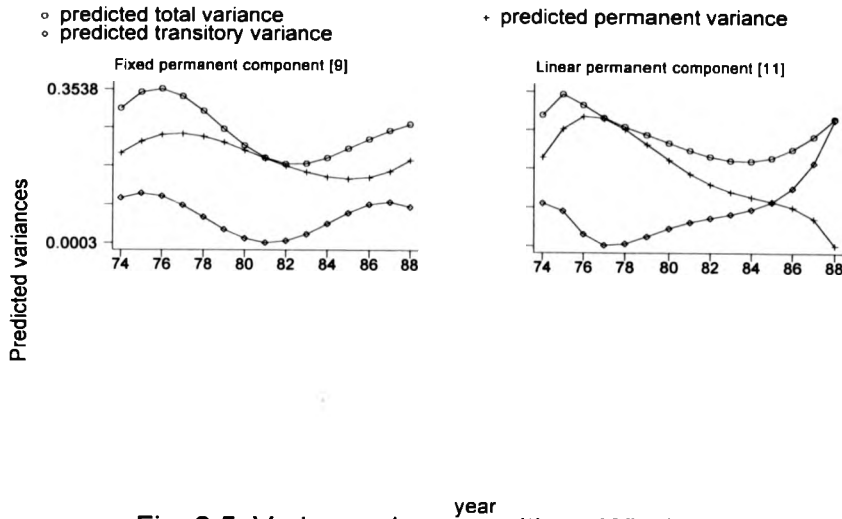 predicted total variance
predicted transitory variance
predicted permanent variance
Fixed permanent component [9]
0.3538
0.0003
74 76 78 80 82 84 86 88
Linear permanent component [11]
74 76 78 80 82 84 86 88
Predicted variances
year